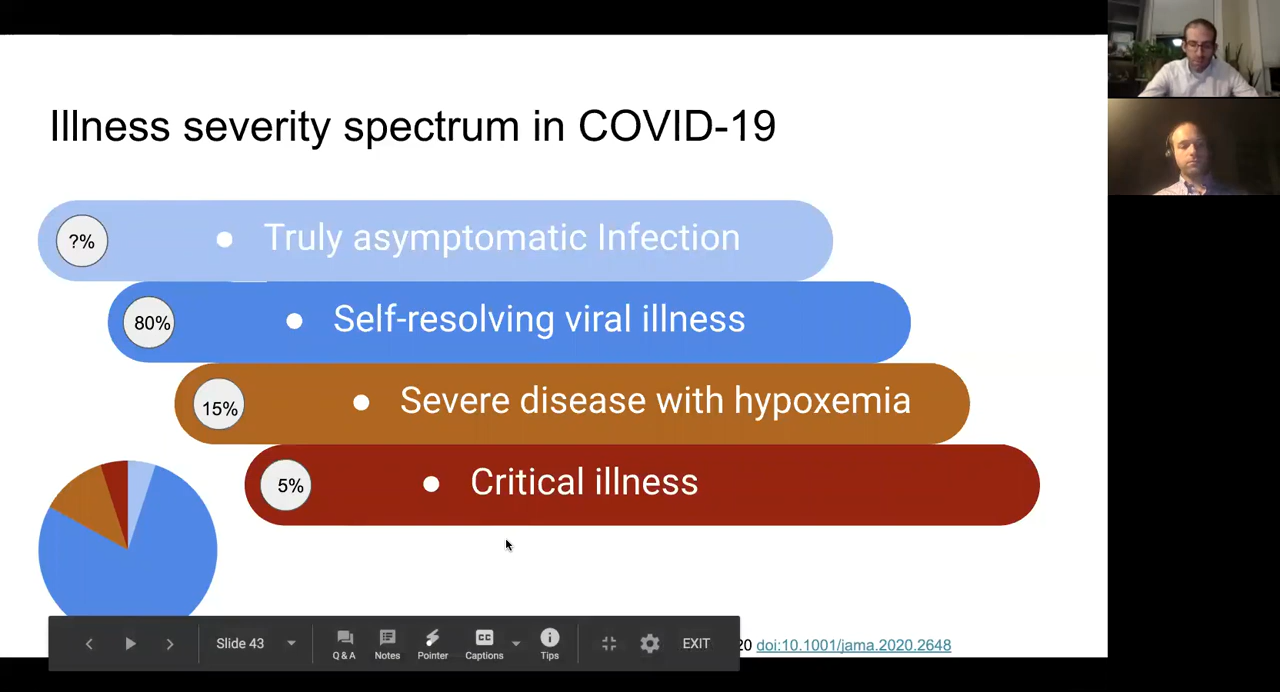 Illness severity spectrum in COVID-19
?%
Truly asymptomatic Infection
80%
Self-resolving viral illness
15%
Severe disease with hypoxemia
5%
Critical illness
20 doi:10.1001/jama.2020.2648
Slide 43
Q & A
Notes
Pointer
CC
Captions
Tips
EXIT